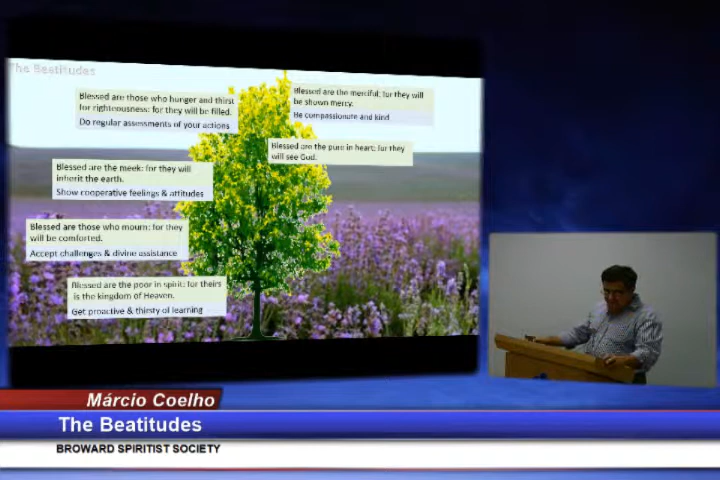 The Beatitudes
Blessed are those who hunger and thirst
for righteousness: for they will be filled.
Do regular assessments of your actions
Blessed are the merciful: for they will
be shown mercy.
Be compassionate and kind
Blessed are the pure in heart: for they
will see God.
Blessed are the meek: for they will
inherit the earth.
Show cooperative feelings & attitudes
Blessed are those who mourn: for they
will be comforted.
Accept challenges & divine assistance
Blessed are the poor in spirit: for theirs
is the kingdom of Heaven.
Get proactive & thirsty of learning
Márcio Coelho
The Beatitudes
BROWARD SPIRITIST SOCIETY